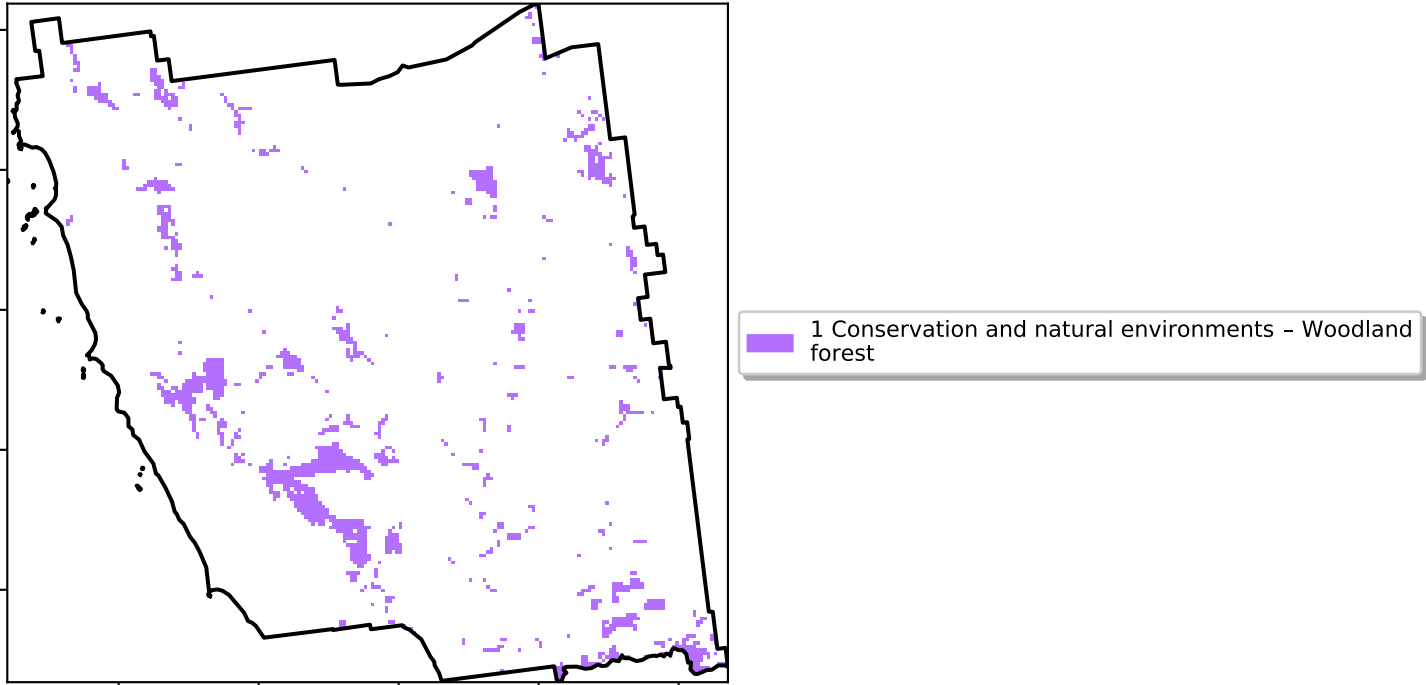 1 Conservation and natural environments – Woodland
forest